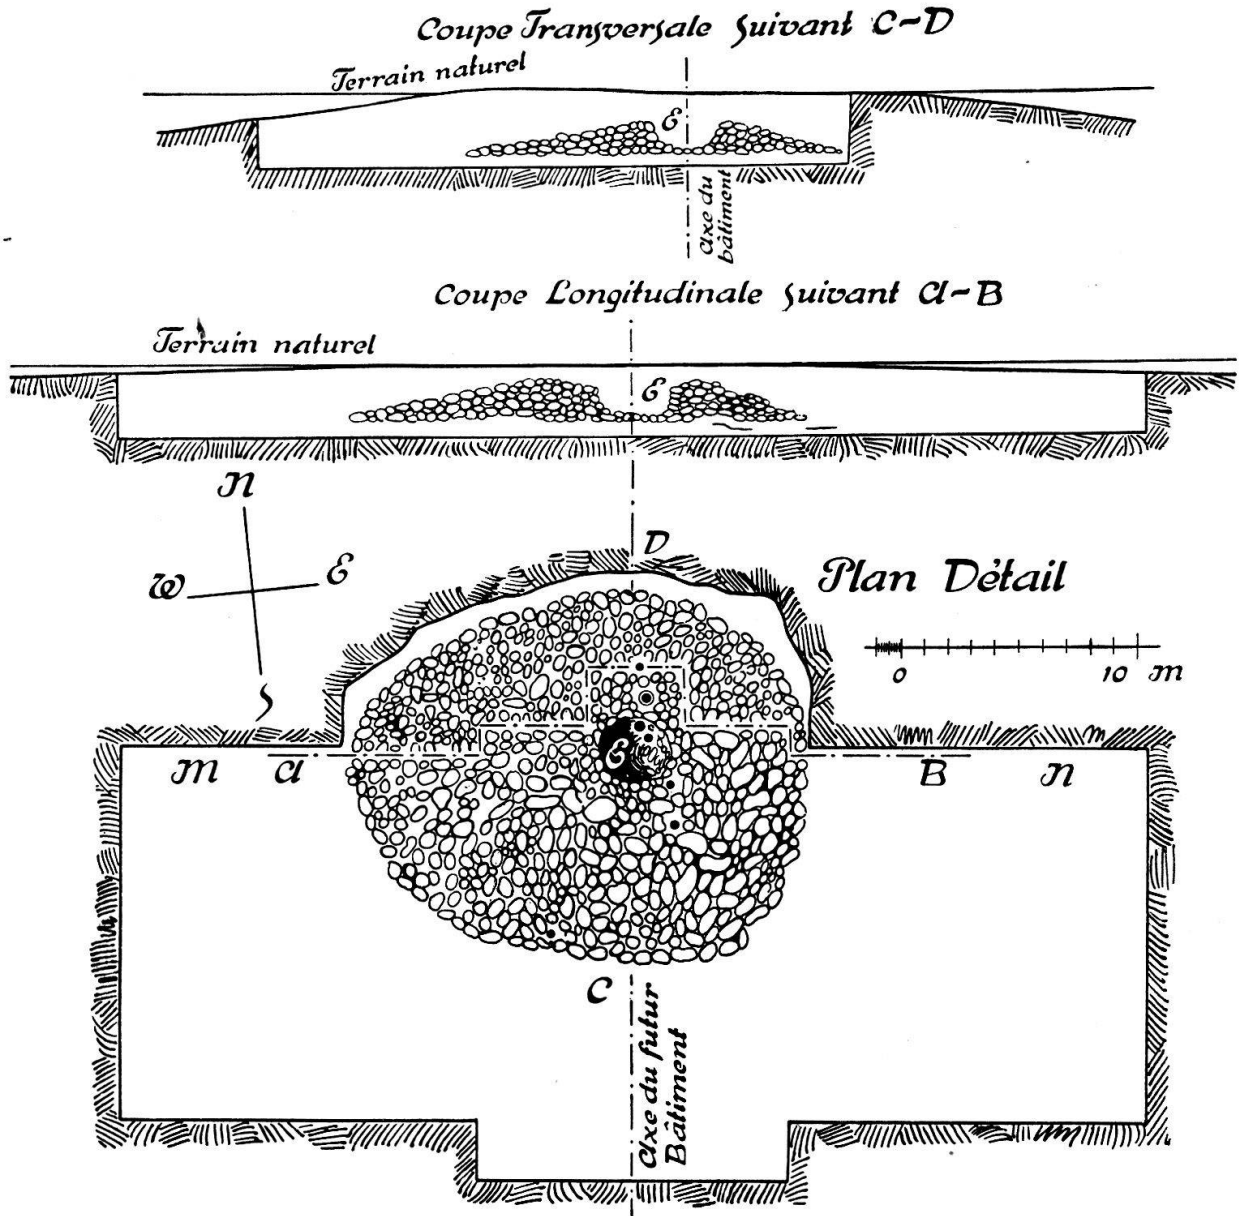 Coupe Transversale suivant C-D
Terrain naturel
E
Axe du
bâtiment
Coupe Longitudinale suivant A-B
Terrain naturel
E
N
W E
S
D
Plan Détail
0 10 m
M A E B N
C
Axe du futur
Bâtiment